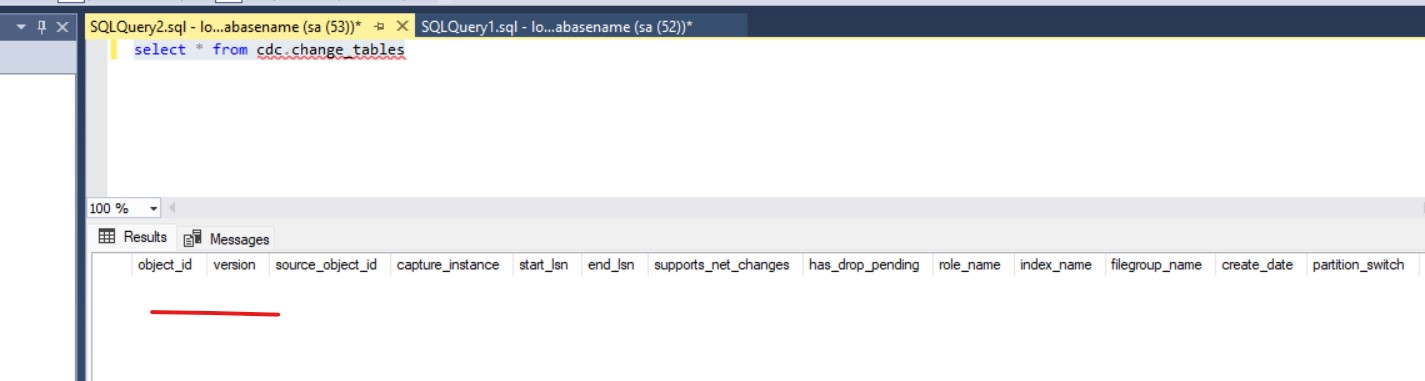 SQLQuery2.sql - lo...abasename (sa (53))* SQLQuery1.sql - lo...abasename (sa (52))*
select * from cdc.change_tables
100 %
Results Messages
object_id version source_object_id capture_instance start_lsn end_lsn supports_net_changes has_drop_pending role_name index_name filegroup_name create_date partition_switch